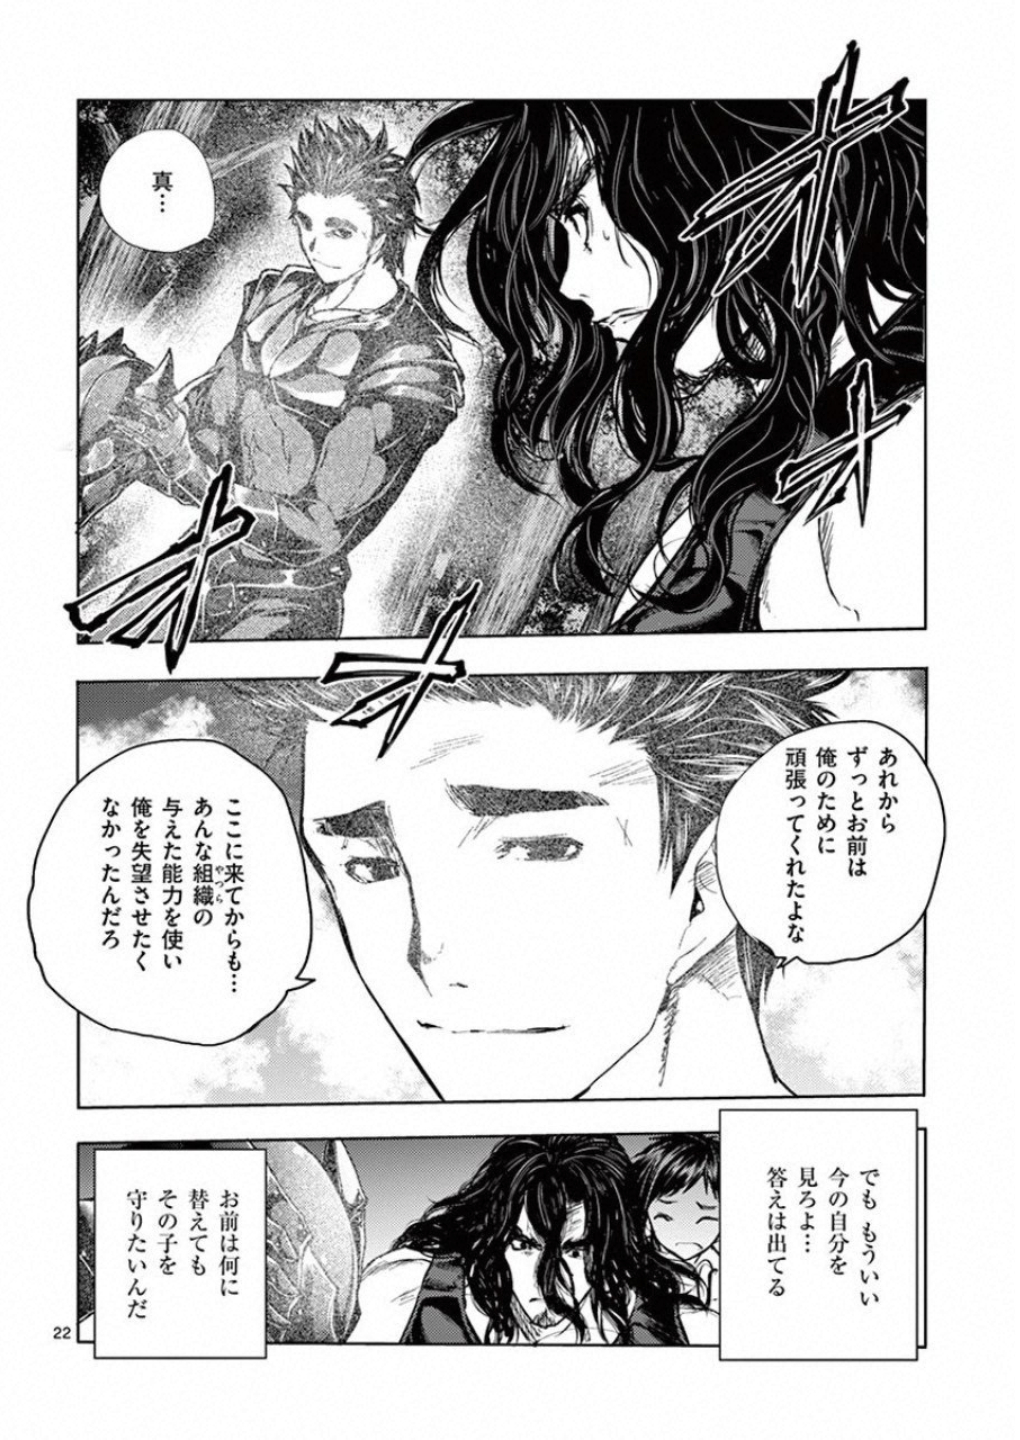 オ
オ
オ
オ
真…
あれから
ずっとお前は
俺のために
頑張ってくれたよな
ここに来てからも…
あんな組織の
やつら
与えた能力を使い
俺を失望させたく
なかったんだろ
でも もういい
今の自分を
見ろよ…
答えは出てる
お前は何に
替えても
その子を
守りたいんだ
22